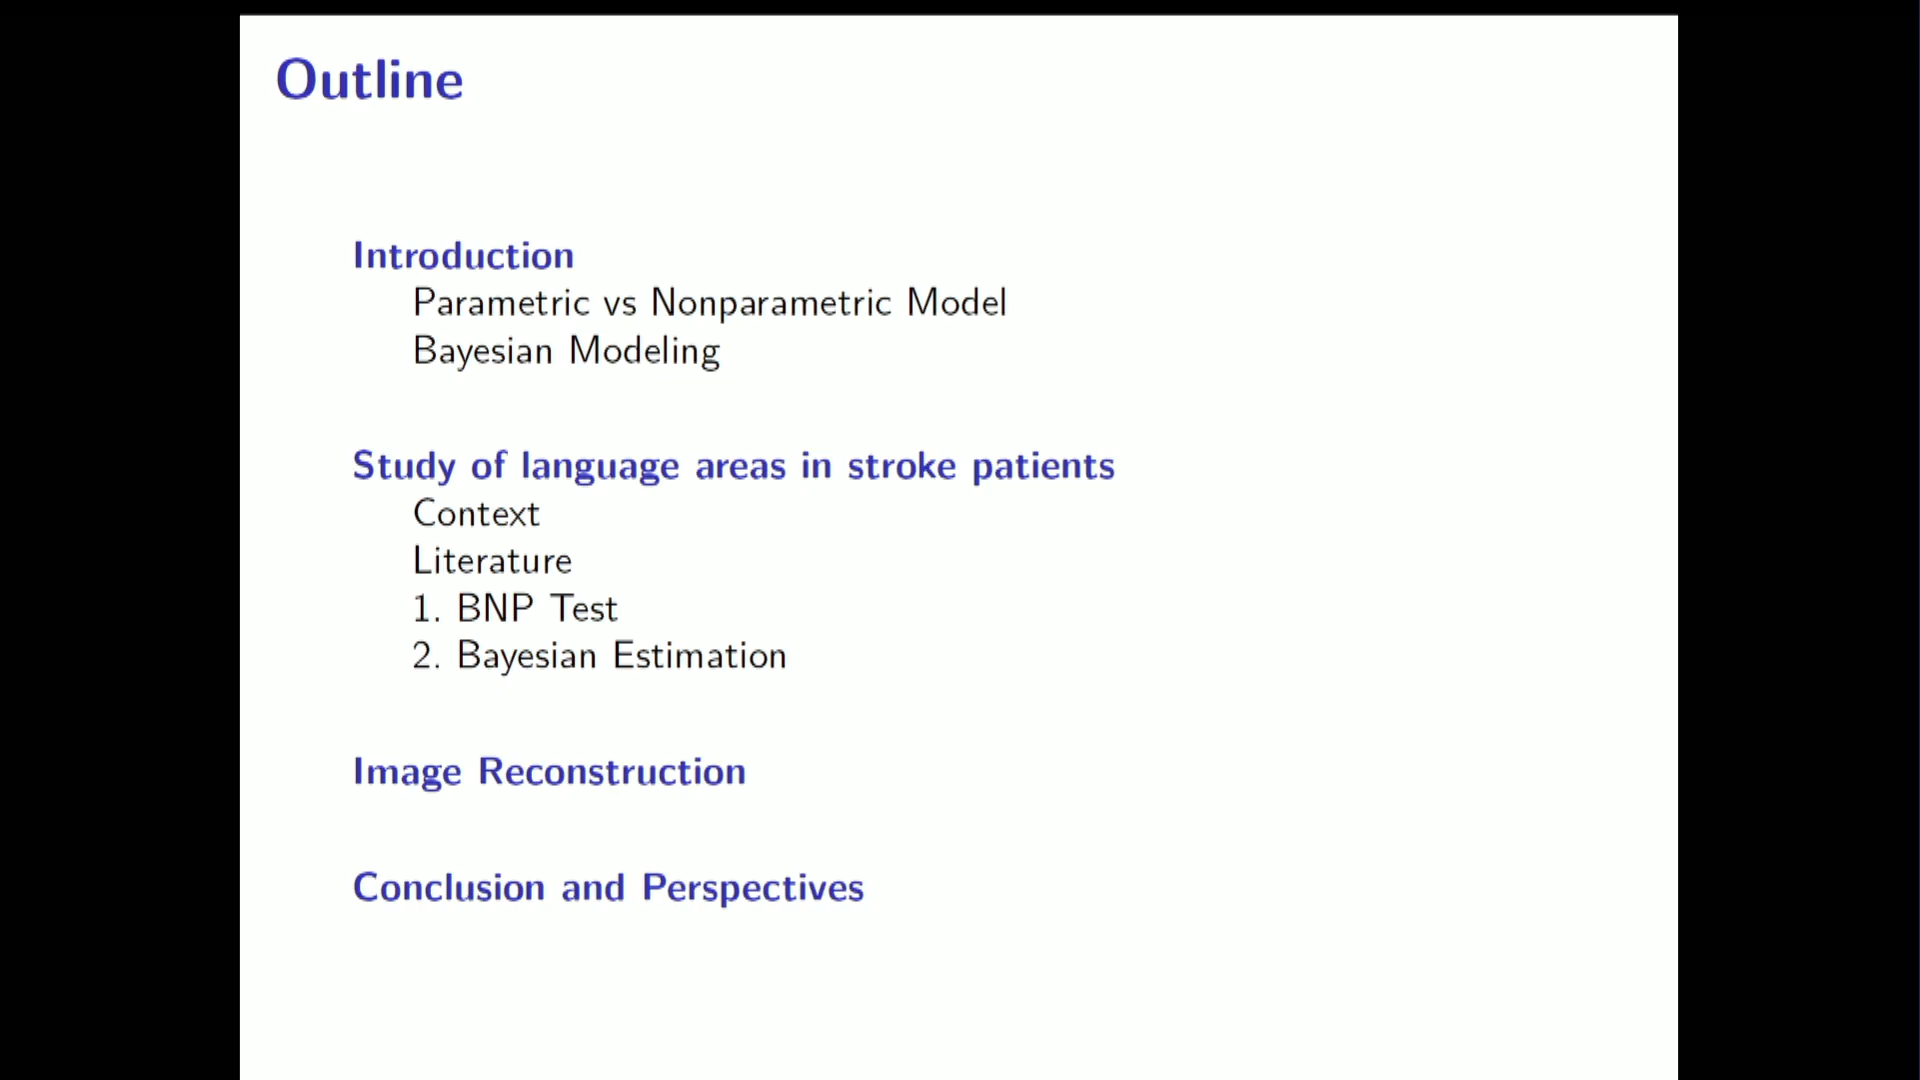 Outline
Introduction
Parametric vs Nonparametric Model
Bayesian Modeling
Study of language areas in stroke patients
Context
Literature
1. BNP Test
2. Bayesian Estimation
Image Reconstruction
Conclusion and Perspectives